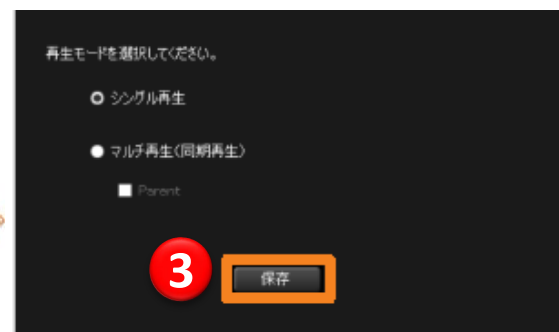 再生モードを選択してください。
シングル再生
マルチ再生(同期再生)
Parent
3
保存